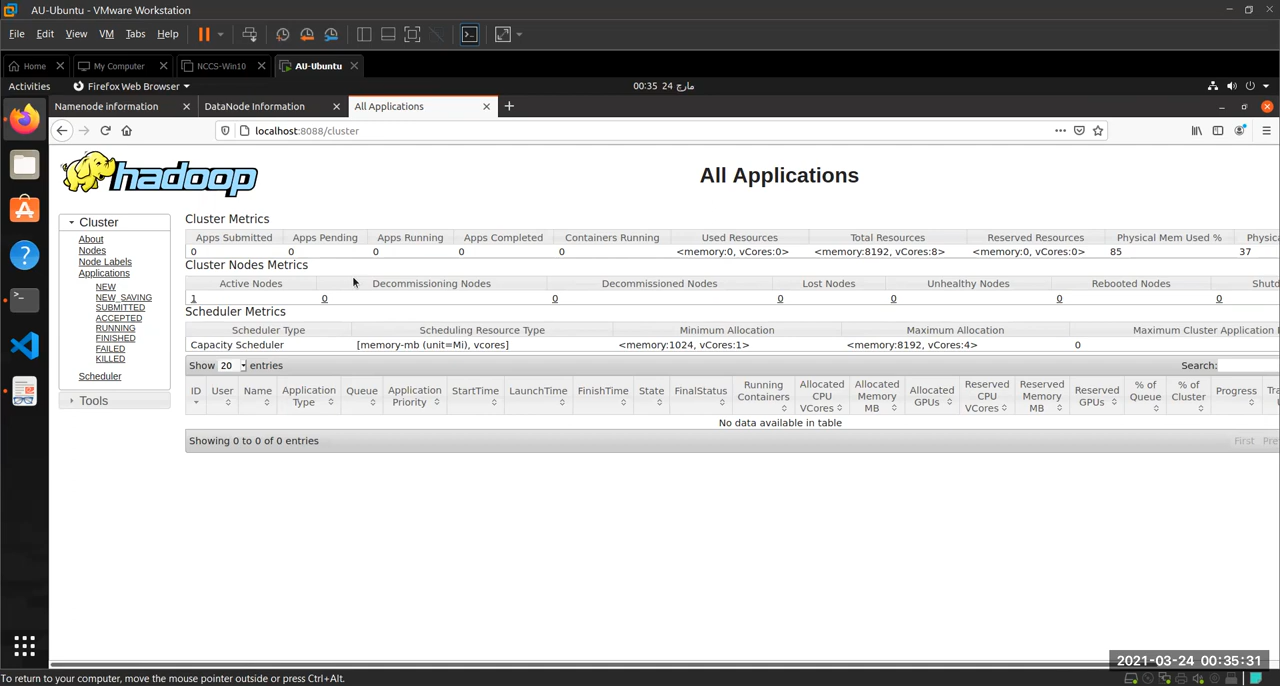 AU-Ubuntu - VMware Workstation
File Edit View VM Tabs Help
Home My Computer NCCS-Win10 AU-Ubuntu
Activities Firefox Web Browser 00:35 24 مارچ
Namenode information DataNode Information All Applications
localhost:8088/cluster
hadoop
All Applications
Cluster
About
Nodes
Node Labels
Applications
NEW
NEW_SAVING
SUBMITTED
ACCEPTED
RUNNING
FINISHED
FAILED
KILLED
Scheduler
Tools
Cluster Metrics
Apps Submitted Apps Pending Apps Running Apps Completed Containers Running Used Resources Total Resources Reserved Resources Physical Mem Used % Physic
0 0 0 0 0 <memory:0, vCores:0> <memory:8192, vCores:8> <memory:0, vCores:0> 85 37
Cluster Nodes Metrics
Active Nodes Decommissioning Nodes Decommissioned Nodes Lost Nodes Unhealthy Nodes Rebooted Nodes Shutd
1 0 0 0 0 0 0
Scheduler Metrics
Scheduler Type Scheduling Resource Type Minimum Allocation Maximum Allocation Maximum Cluster Application
Capacity Scheduler [memory-mb (unit=Mi), vcores] <memory:1024, vCores:1> <memory:8192, vCores:4> 0
Show 20 entries Search:
ID User Name Application Type Queue Application Priority StartTime LaunchTime FinishTime State FinalStatus Running Containers Allocated CPU VCores Allocated Memory MB Allocated GPUs Reserved CPU VCores Reserved Memory MB Reserved GPUs % of Queue % of Cluster Progress Tra
No data available in table
Showing 0 to 0 of 0 entries First Pre
2021-03-24 00:35:31
To return to your computer, move the mouse pointer outside or press Ctrl+Alt.